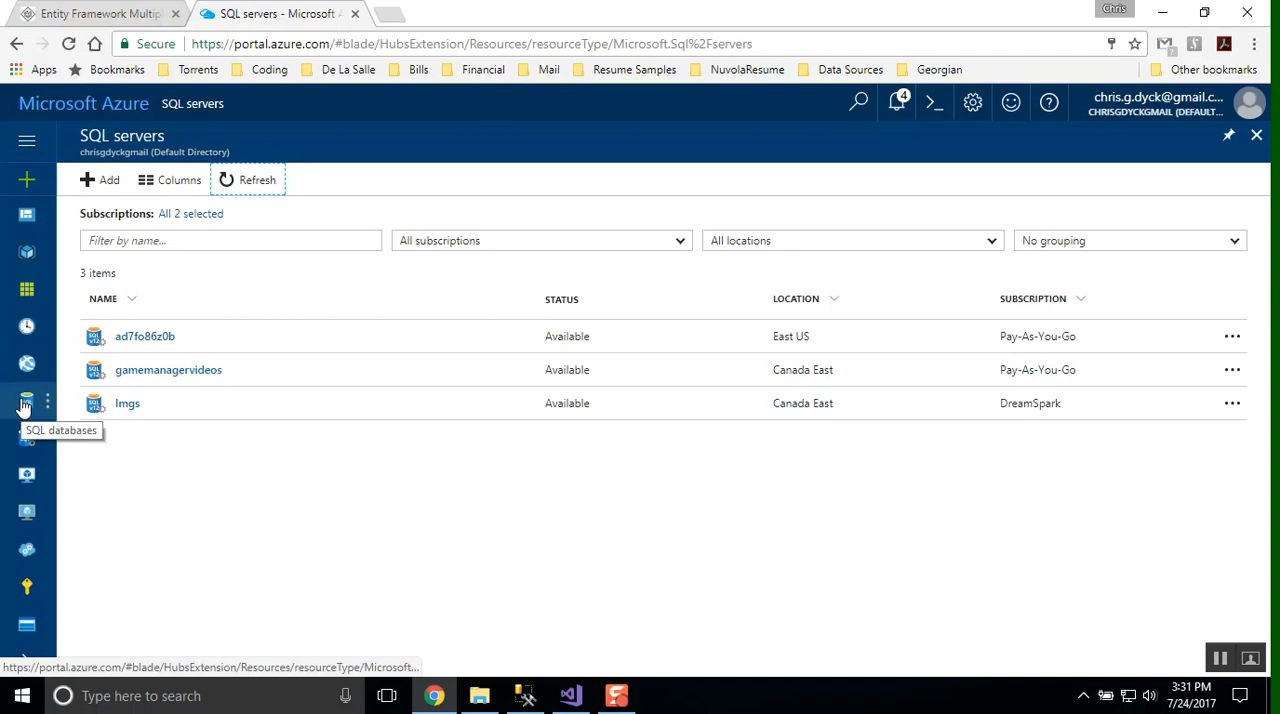 Entity Framework Multipl
SQL servers - Microsoft A
Chris
Secure
https://portal.azure.com/#blade/HubsExtension/Resources/resourceType/Microsoft.Sql%2Fservers
Apps
Bookmarks
Torrents
Coding
De La Salle
Bills
Financial
Mail
Resume Samples
NuvolaResume
Data Sources
Georgian
Other bookmarks
Microsoft Azure
SQL servers
4
chris.g.dyck@gmail.c...
CHRISGDYCKGMAIL (DEFAULT...
SQL servers
chrisgdyckgmail (Default Directory)
Add
Columns
Refresh
Subscriptions: All 2 selected
Filter by name...
All subscriptions
All locations
No grouping
3 items
NAME
STATUS
LOCATION
SUBSCRIPTION
ad7fo86z0b
Available
East US
Pay-As-You-Go
gamemanagervideos
Available
Canada East
Pay-As-You-Go
lmgs
Available
Canada East
DreamSpark
SQL databases
https://portal.azure.com/#blade/HubsExtension/Resources/resourceType/Microsoft...
Type here to search
3:31 PM
7/24/2017